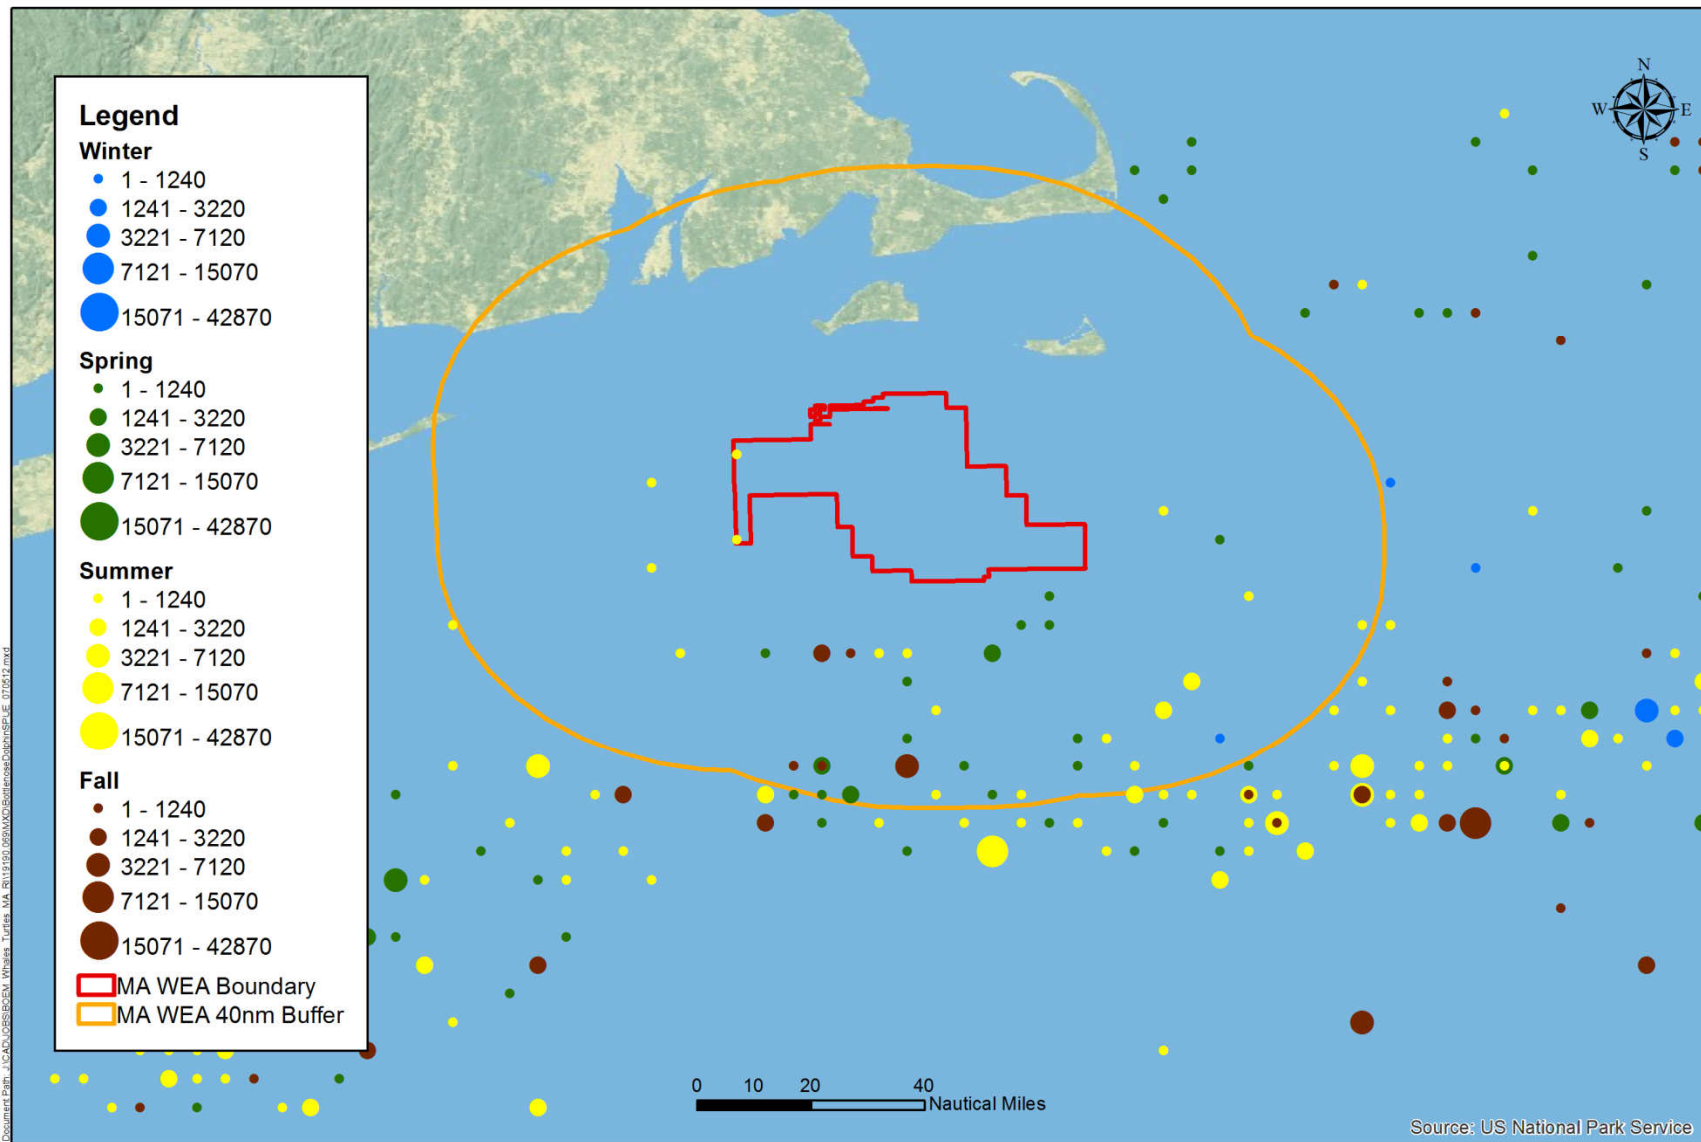 Legend
Winter
1 - 1240
1241 - 3220
3221 - 7120
7121 - 15070
15071 - 42870
Spring
1 - 1240
1241 - 3220
3221 - 7120
7121 - 15070
15071 - 42870
Summer
1 - 1240
1241 - 3220
3221 - 7120
7121 - 15070
15071 - 42870
Fall
1 - 1240
1241 - 3220
3221 - 7120
7121 - 15070
15071 - 42870
MA WEA Boundary
MA WEA 40nm Buffer
N
W E
S
0 10 20 40
Nautical Miles
Source: US National Park Service
Document Path: